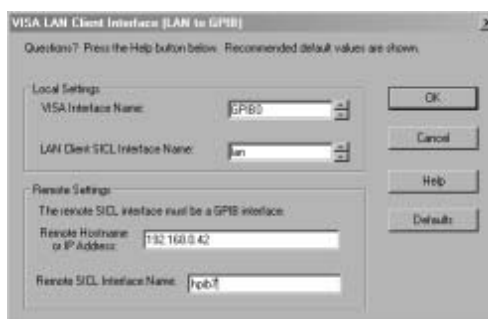 VISA LAN Client Interface (LAN to GPIB)
Questions? Press the Help button below. Recommended default values are shown.
Local Settings
VISA Interface Name: GPIB0
LAN Client SICL Interface Name: lan
OK
Cancel
Help
Defaults
Remote Settings
The remote SICL interface must be a GPIB interface.
Remote Hostname
or IP Address: 192.168.0.42
Remote SICL Interface Name: hpib7